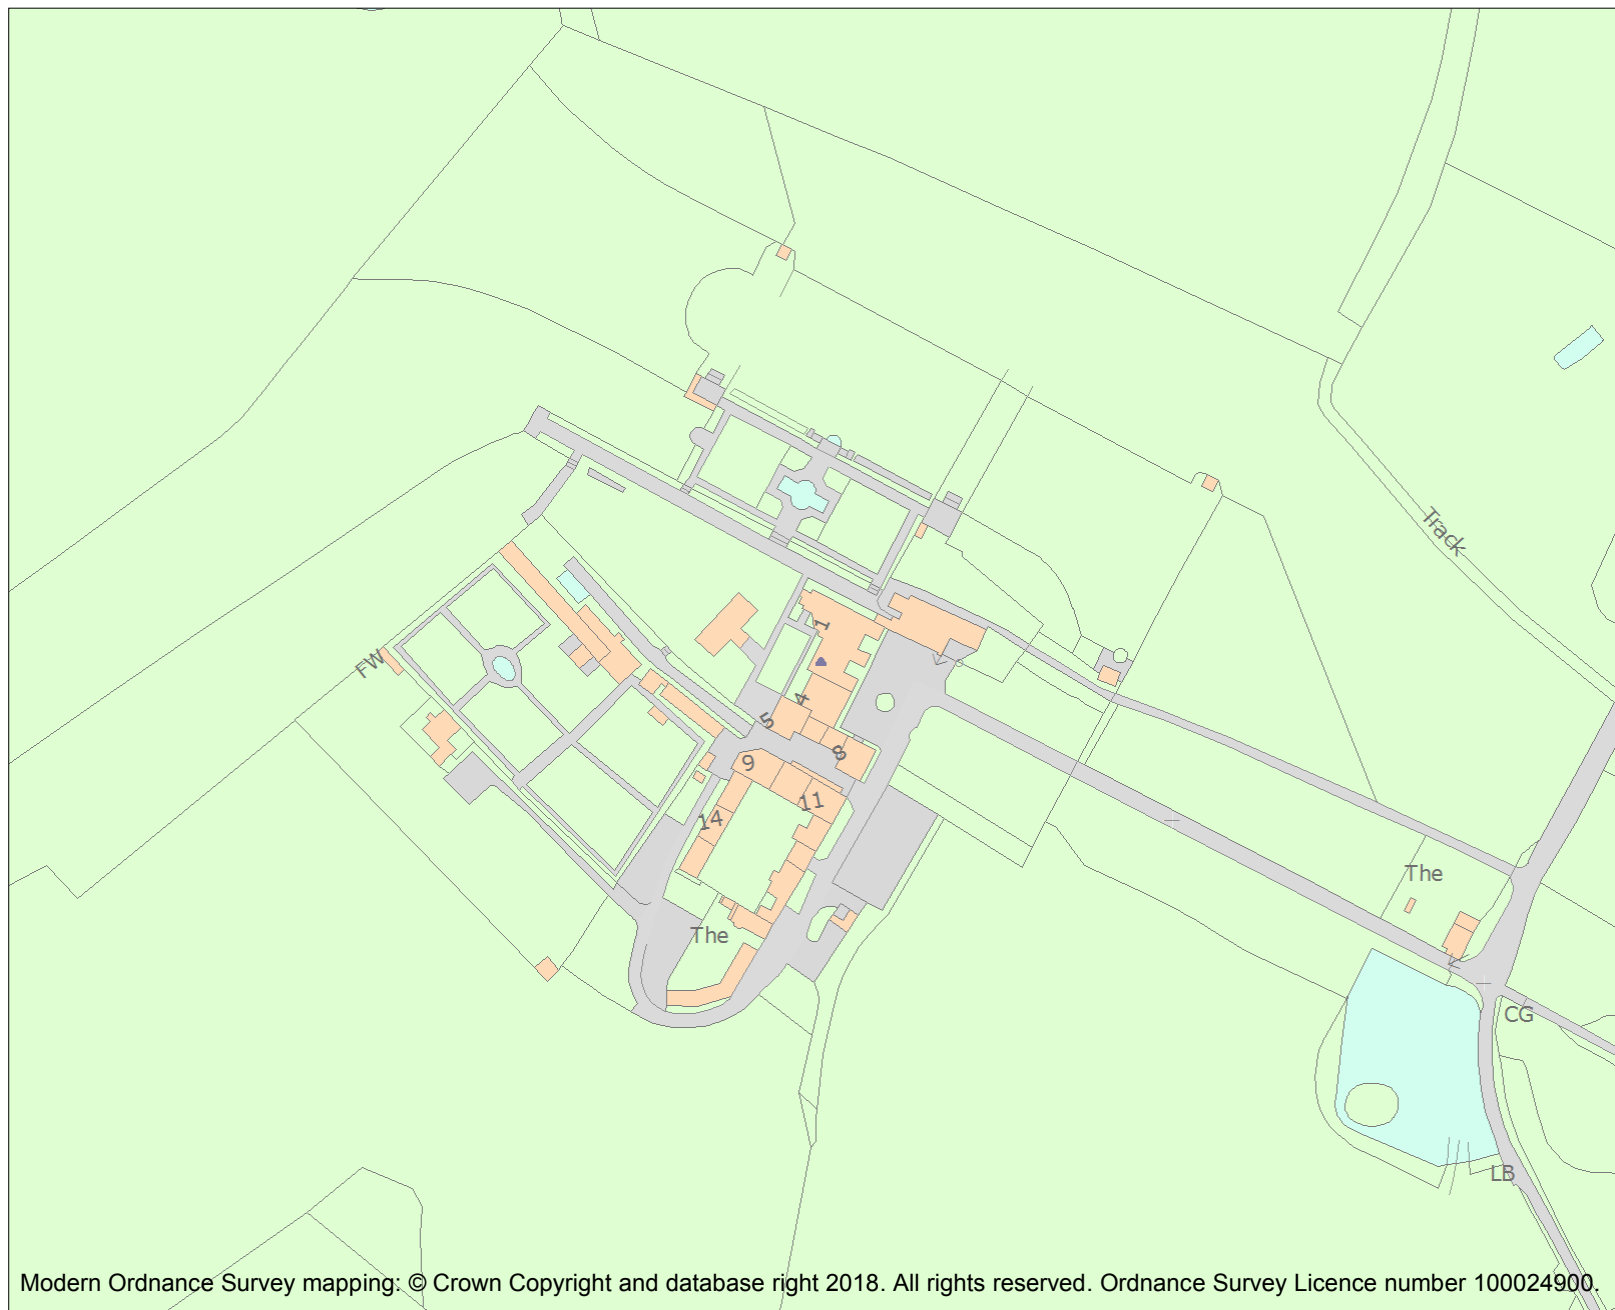 Track
1
FW
4
5
8
9
11
14
The
The
CG
LB
Modern Ordnance Survey mapping: © Crown Copyright and database right 2018. All rights reserved. Ordnance Survey Licence number 100024900.